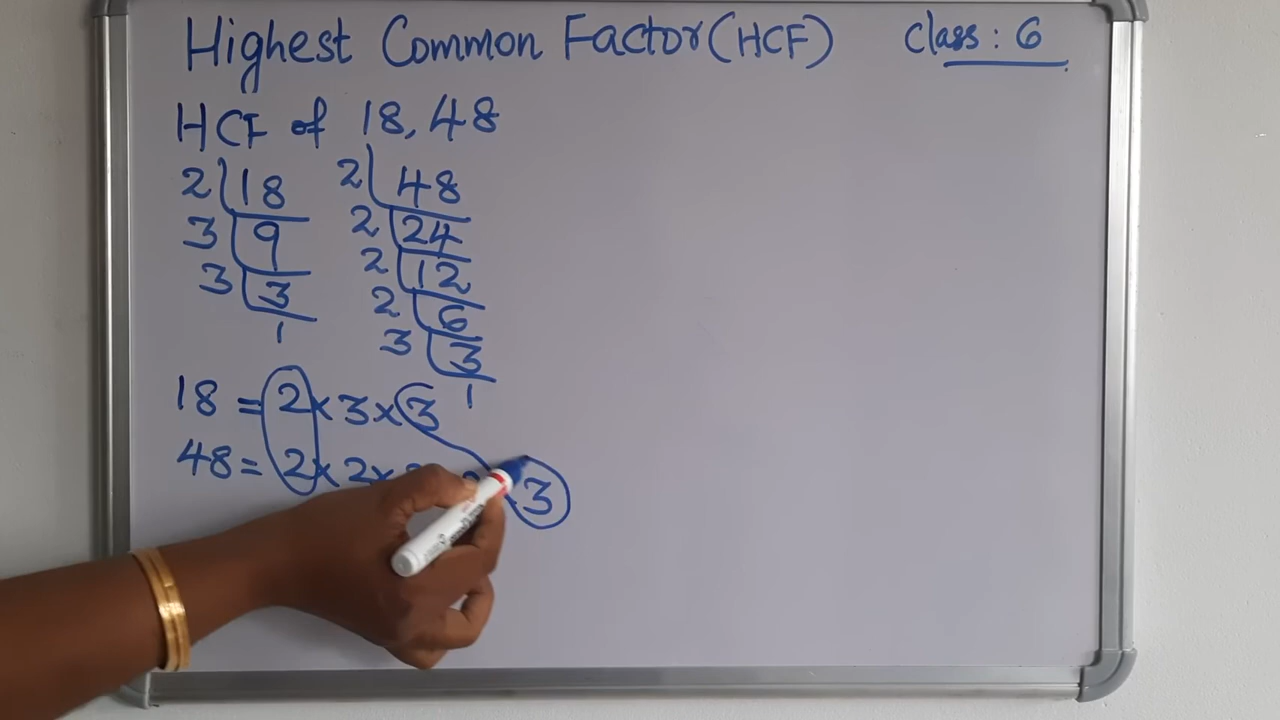 Highest Common Factor (HCF) Class : 6
HCF of 18, 48
2 18 2 48
3 9 2 24
3 3 2 12
1 2 6
3 3
1
18 = 2 × 3 × 3
48 = 2 × 2 × 3